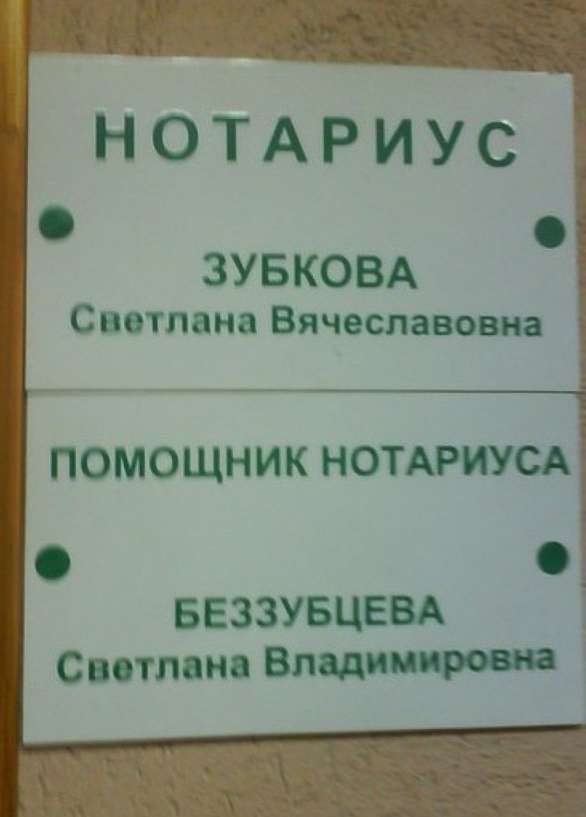 НОТАРИУС
ЗУБКОВА
Светлана Вячеславовна
ПОМОЩНИК НОТАРИУСА
БЕЗЗУБЦЕВА
Светлана Владимировна